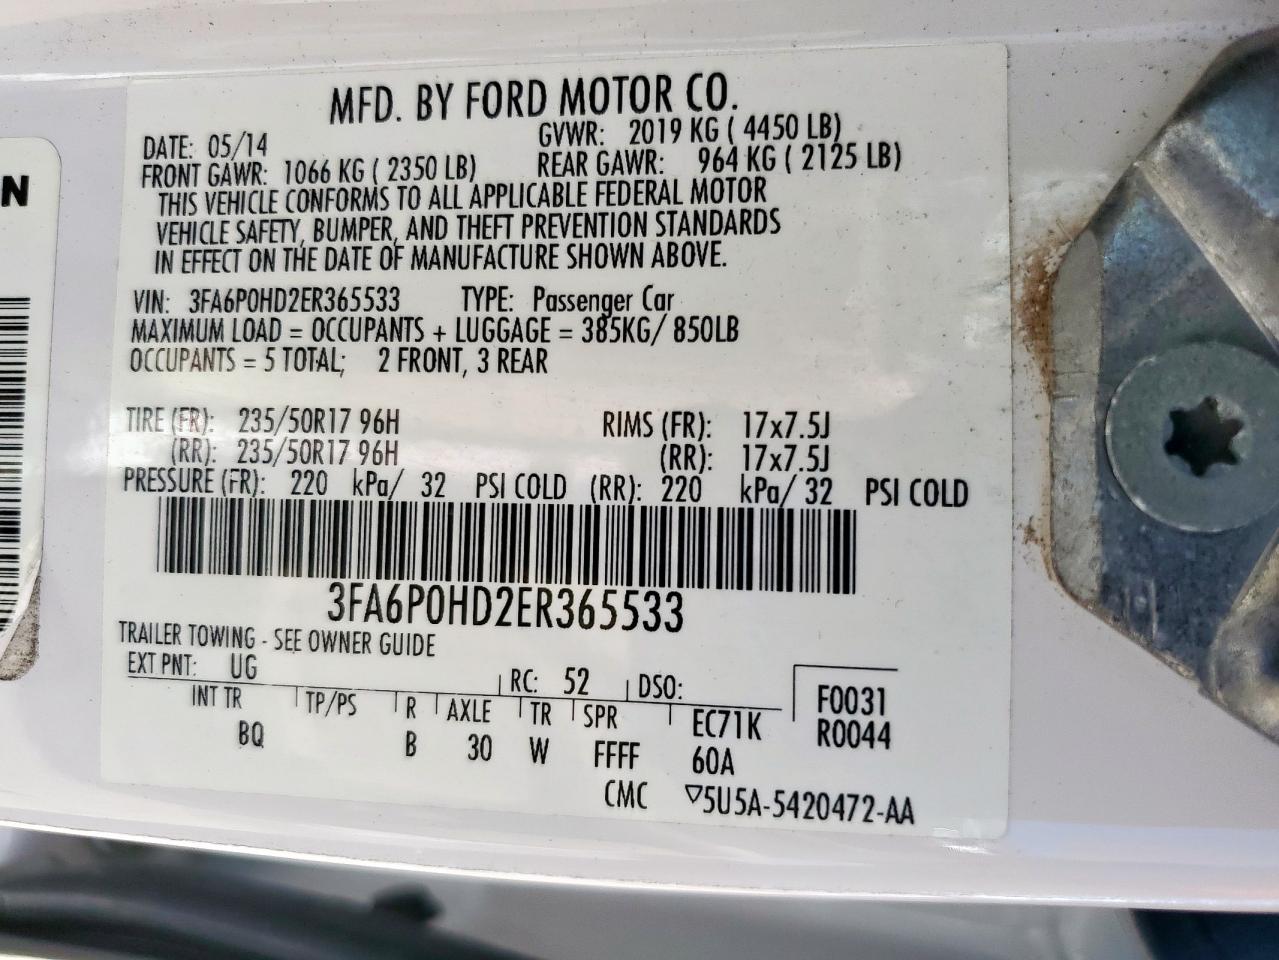 N
MFD. BY FORD MOTOR CO.
DATE: 05/14 GVWR: 2019 KG ( 4450 LB)
FRONT GAWR: 1066 KG ( 2350 LB) REAR GAWR: 964 KG ( 2125 LB)
THIS VEHICLE CONFORMS TO ALL APPLICABLE FEDERAL MOTOR
VEHICLE SAFETY, BUMPER, AND THEFT PREVENTION STANDARDS
IN EFFECT ON THE DATE OF MANUFACTURE SHOWN ABOVE.
VIN: 3FA6P0HD2ER365533 TYPE: Passenger Car
MAXIMUM LOAD = OCCUPANTS + LUGGAGE = 385KG/ 850LB
OCCUPANTS = 5 TOTAL; 2 FRONT, 3 REAR
TIRE (FR): 235/50R17 96H RIMS (FR): 17x7.5J
(RR): 235/50R17 96H (RR): 17x7.5J
PRESSURE (FR): 220 kPa/ 32 PSI COLD (RR): 220 kPa/ 32 PSI COLD
3FA6P0HD2ER365533
TRAILER TOWING - SEE OWNER GUIDE
EXT PNT: UG RC: 52 DSO: F0031
INT TR TP/PS R AXLE TR SPR EC71K R0044
BQ B 30 W FFFF 60A
CMC ▽5U5A-5420472-AA